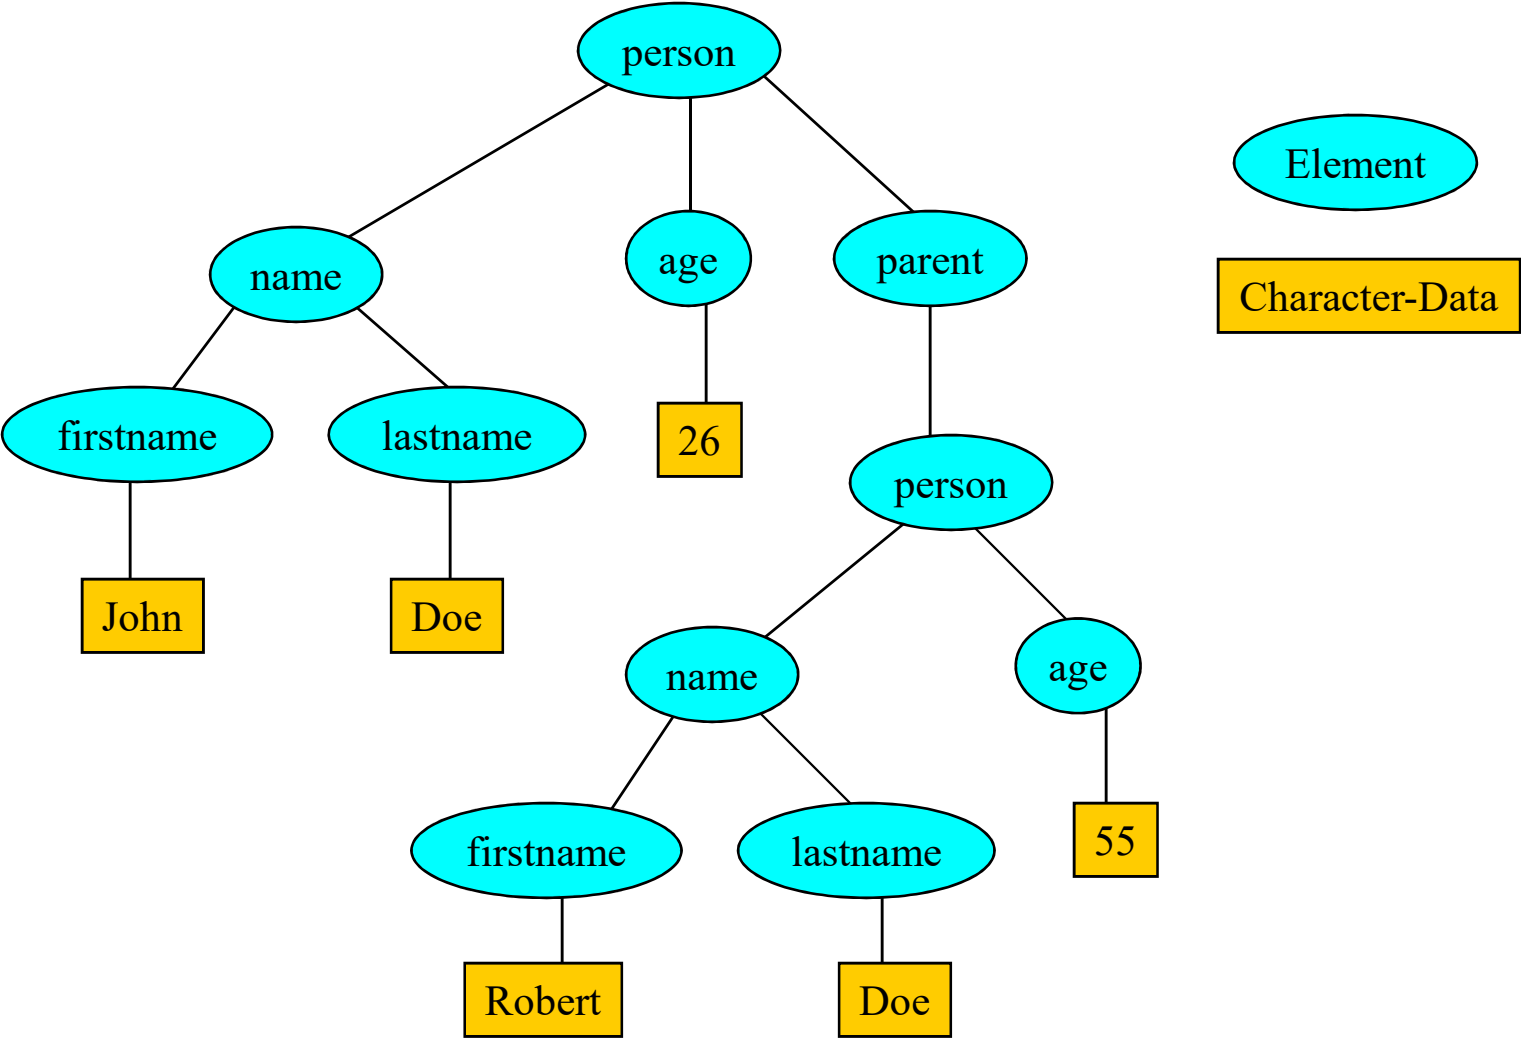 person
Element
name
age
parent
Character-Data
firstname
lastname
26
person
John
Doe
name
age
firstname
lastname
55
Robert
Doe